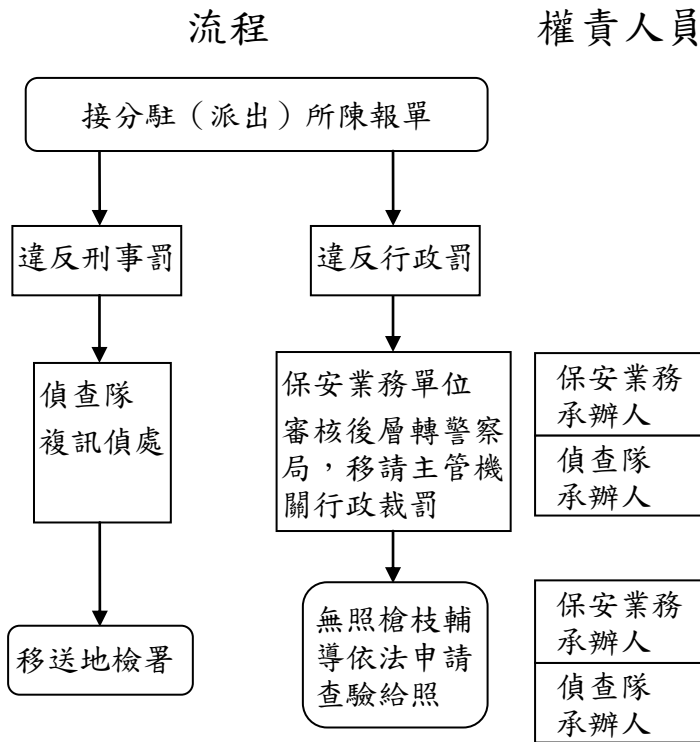 流程
權責人員
接分駐（派出）所陳報單
違反刑事罰
違反行政罰
偵查隊
複訊偵處
保安業務單位
審核後層轉警察
局，移請主管機
關行政裁罰
保安業務
承辦人
偵查隊
承辦人
移送地檢署
無照槍枝輔
導依法申請
查驗給照
保安業務
承辦人
偵查隊
承辦人